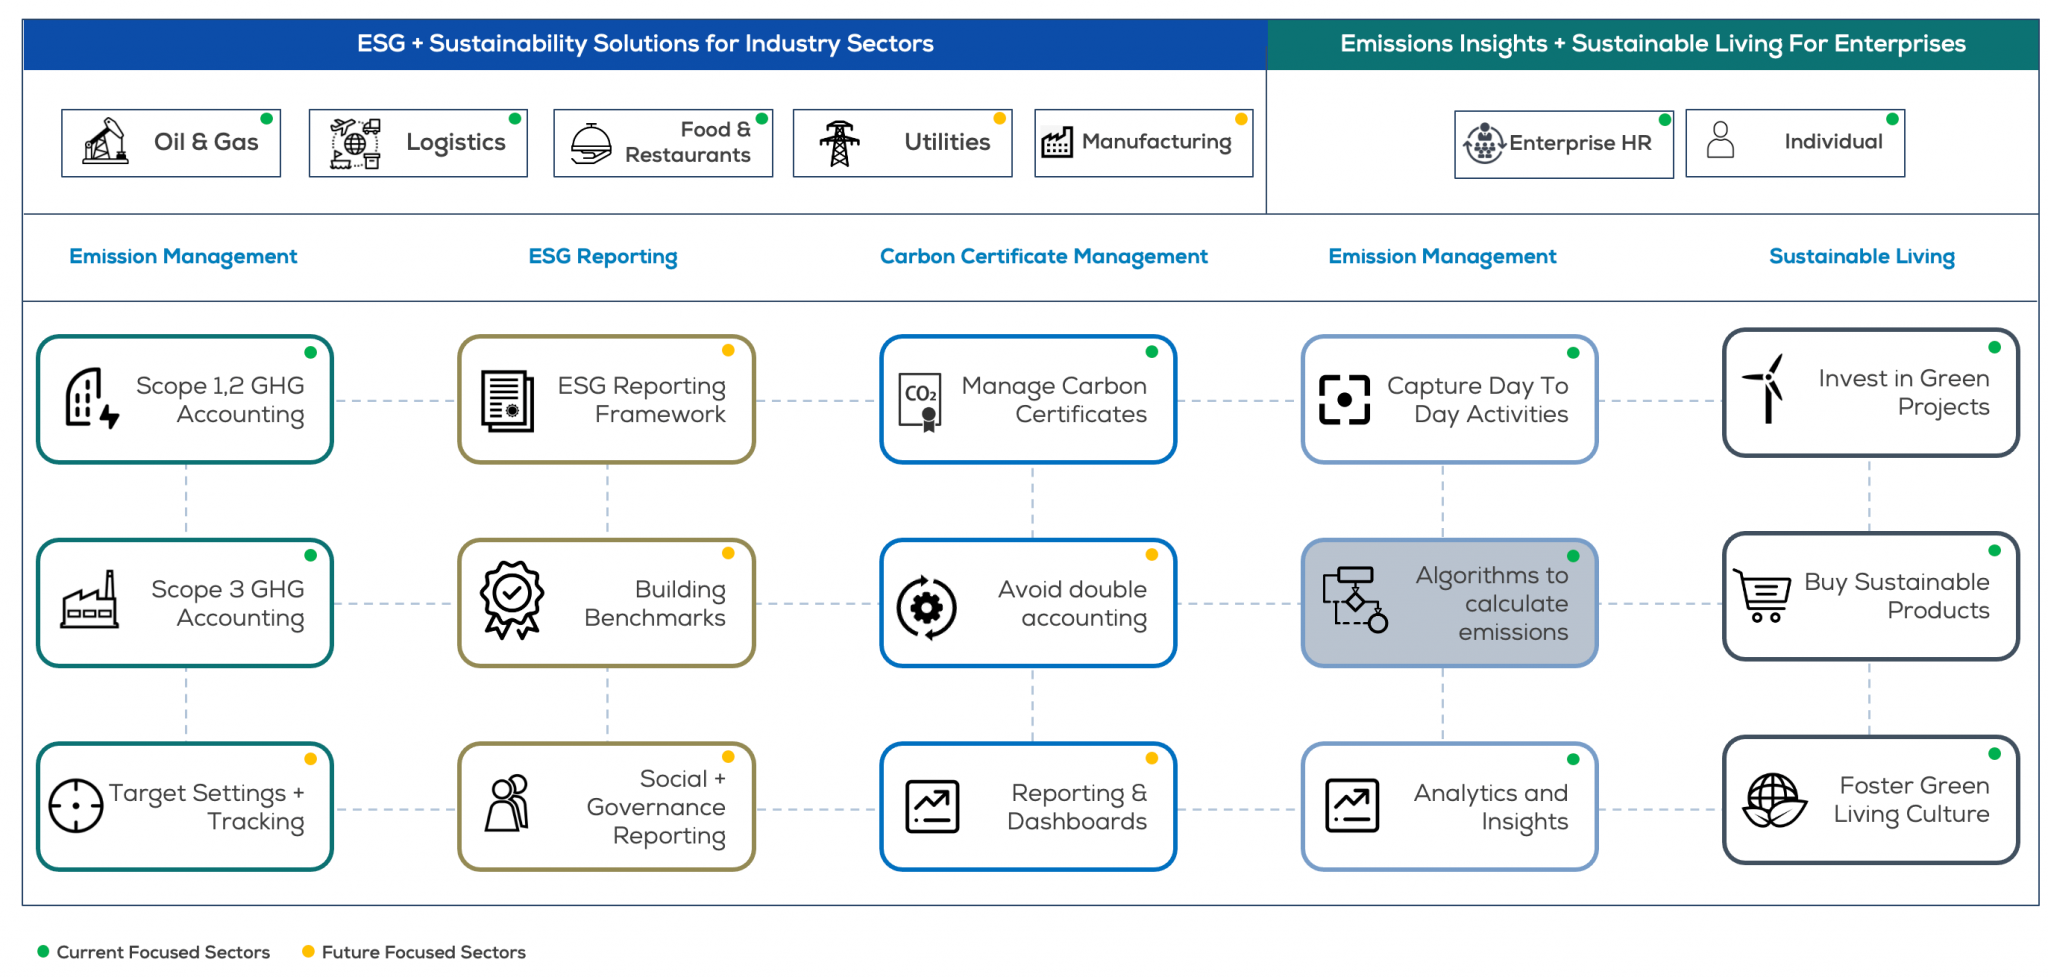 ESG + Sustainability Solutions for Industry Sectors
Emissions Insights + Sustainable Living For Enterprises
Oil & Gas
Logistics
Food &
Restaurants
Utilities
Manufacturing
Enterprise HR
Individual
Emission Management
ESG Reporting
Carbon Certificate Management
Emission Management
Sustainable Living
Scope 1,2 GHG
Accounting
ESG Reporting
Framework
CO₂
Manage Carbon
Certificates
Capture Day To
Day Activities
Invest in Green
Projects
Scope 3 GHG
Accounting
Building
Benchmarks
Avoid double
accounting
Algorithms to
calculate
emissions
Buy Sustainable
Products
Target Settings +
Tracking
Social +
Governance
Reporting
Reporting &
Dashboards
Analytics and
Insights
Foster Green
Living Culture
Current Focused Sectors
Future Focused Sectors